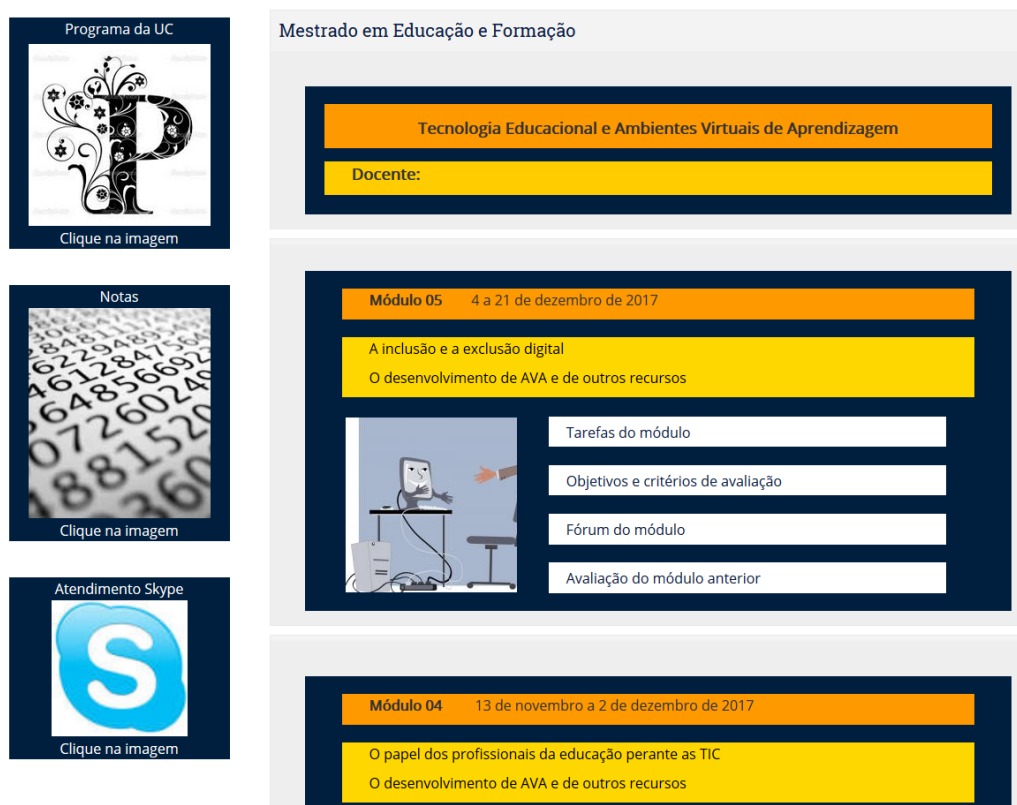 Programa da UC
Clique na imagem
Notas
Clique na imagem
Atendimento Skype
S
Clique na imagem
Mestrado em Educação e Formação
Tecnologia Educacional e Ambientes Virtuais de Aprendizagem
Docente:
Módulo 05 4 a 21 de dezembro de 2017
A inclusão e a exclusão digital
O desenvolvimento de AVA e de outros recursos
Tarefas do módulo
Objetivos e critérios de avaliação
Fórum do módulo
Avaliação do módulo anterior
Módulo 04 13 de novembro a 2 de dezembro de 2017
O papel dos profissionais da educação perante as TIC
O desenvolvimento de AVA e de outros recursos